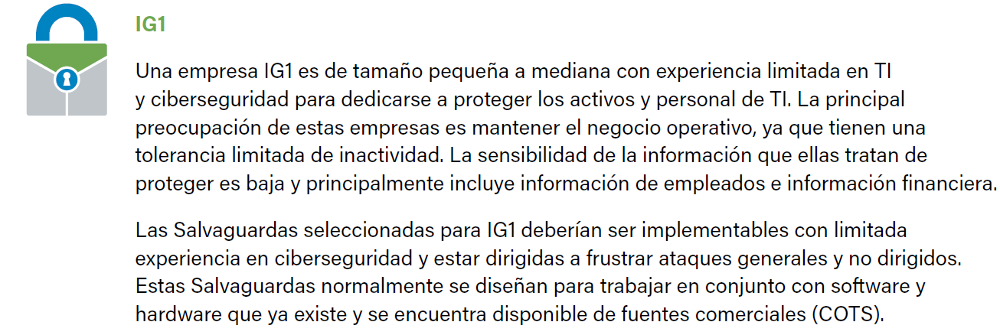 IG1
Una empresa IG1 es de tamaño pequeña a mediana con experiencia limitada en TI
y ciberseguridad para dedicarse a proteger los activos y personal de TI. La principal
preocupación de estas empresas es mantener el negocio operativo, ya que tienen una
tolerancia limitada de inactividad. La sensibilidad de la información que ellas tratan de
proteger es baja y principalmente incluye información de empleados e información financiera.
Las Salvaguardas seleccionadas para IG1 deberían ser implementables con limitada
experiencia en ciberseguridad y estar dirigidas a frustrar ataques generales y no dirigidos.
Estas Salvaguardas normalmente se diseñan para trabajar en conjunto con software y
hardware que ya existe y se encuentra disponible de fuentes comerciales (COTS).